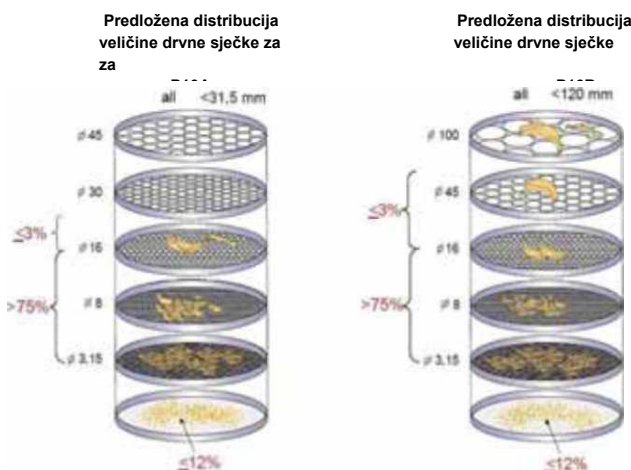 Predložena distribucija
veličine drvne sječke za
za
all <31,5 mm
ø 45
ø 30
≤3%
ø 16
>75%
ø 8
ø 3,15
≤12%
Predložena distribucija
veličine drvne sječke
all <120 mm
ø 100
ø 45
≤3%
ø 16
>75%
ø 8
ø 3,15
≤12%